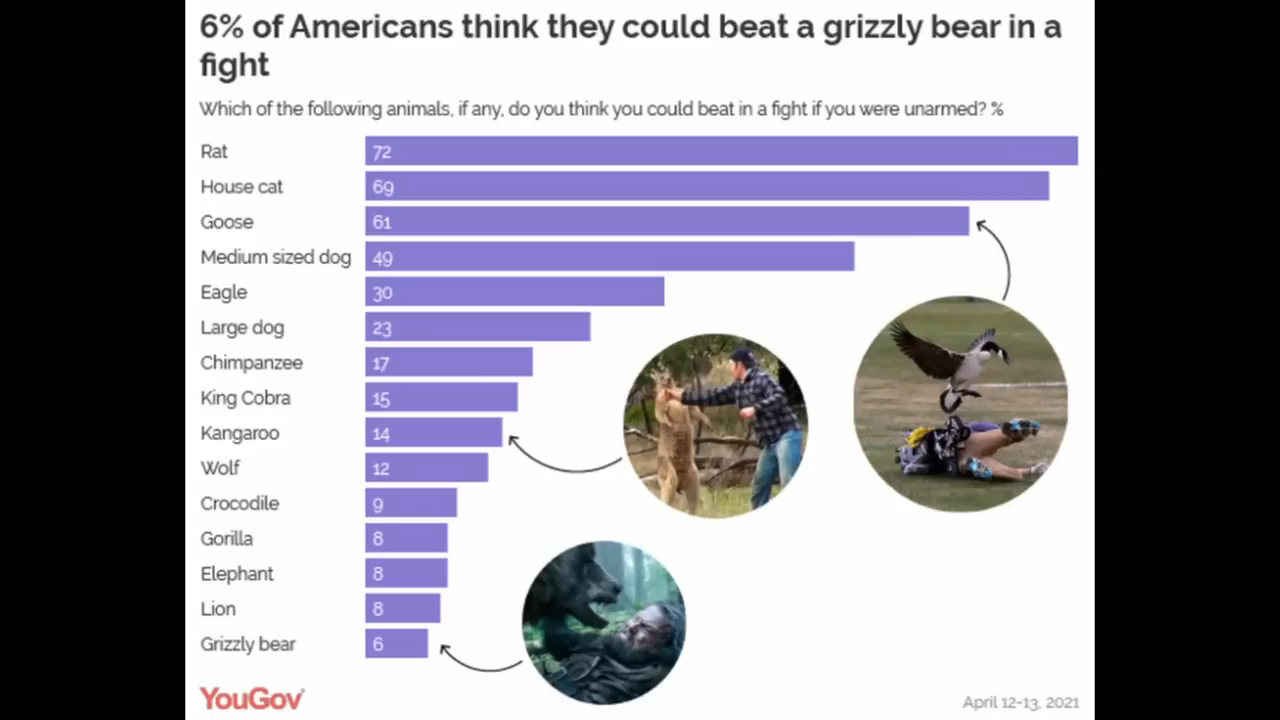 6% of Americans think they could beat a grizzly bear in a
fight
Which of the following animals, if any, do you think you could beat in a fight if you were unarmed? %
Rat 72
House cat 69
Goose 61
Medium sized dog 49
Eagle 30
Large dog 23
Chimpanzee 17
King Cobra 15
Kangaroo 14
Wolf 12
Crocodile 9
Gorilla 8
Elephant 8
Lion 8
Grizzly bear 6
YouGov April 12-13, 2021